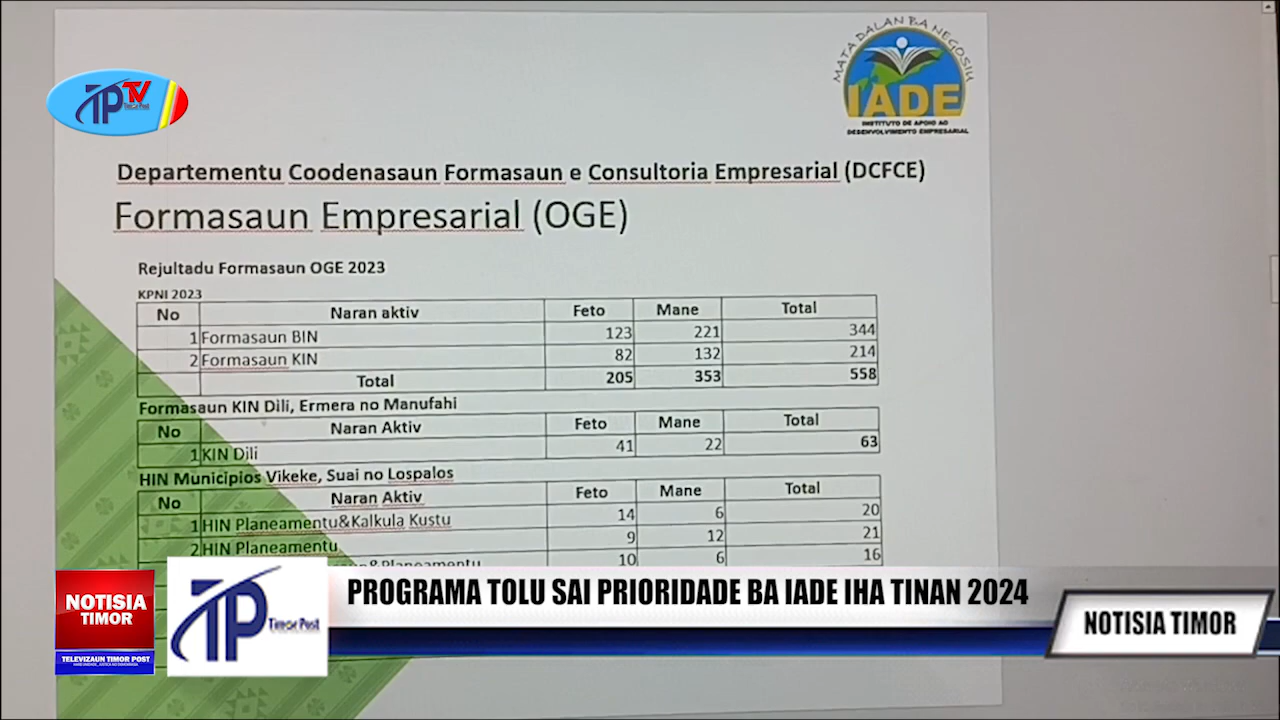 MATA DALAN BA NEGOSIU
IADE
INSTITUTO DE APOIO AO
DESENVOLVIMENTO EMPRESARIAL
TP TV
Timor Post
Departementu Coodenasaun Formasaun e Consultoria Empresarial (DCFCE)
Formasaun Empresarial (OGE)
Rejultadu Formasaun OGE 2023
KPNI 2023
No Naran aktiv Feto Mane Total
1 Formasaun BIN 123 221 344
2 Formasaun KIN 82 132 214
Total 205 353 558
Formasaun KIN Dili, Ermera no Manufahi
No Naran Aktiv Feto Mane Total
1 KIN Dili 41 22 63
HIN Municipios Vikeke, Suai no Lospalos
No Naran Aktiv Feto Mane Total
1 HIN Planeamentu&Kalkula Kustu 14 6 20
2 HIN Planeamentu 9 12 21
10 6 16
NOTISIA
TIMOR
TELEVIZAUN TIMOR POST
TP Timor Post
PROGRAMA TOLU SAI PRIORIDADE BA IADE IHA TINAN 2024
NOTISIA TIMOR